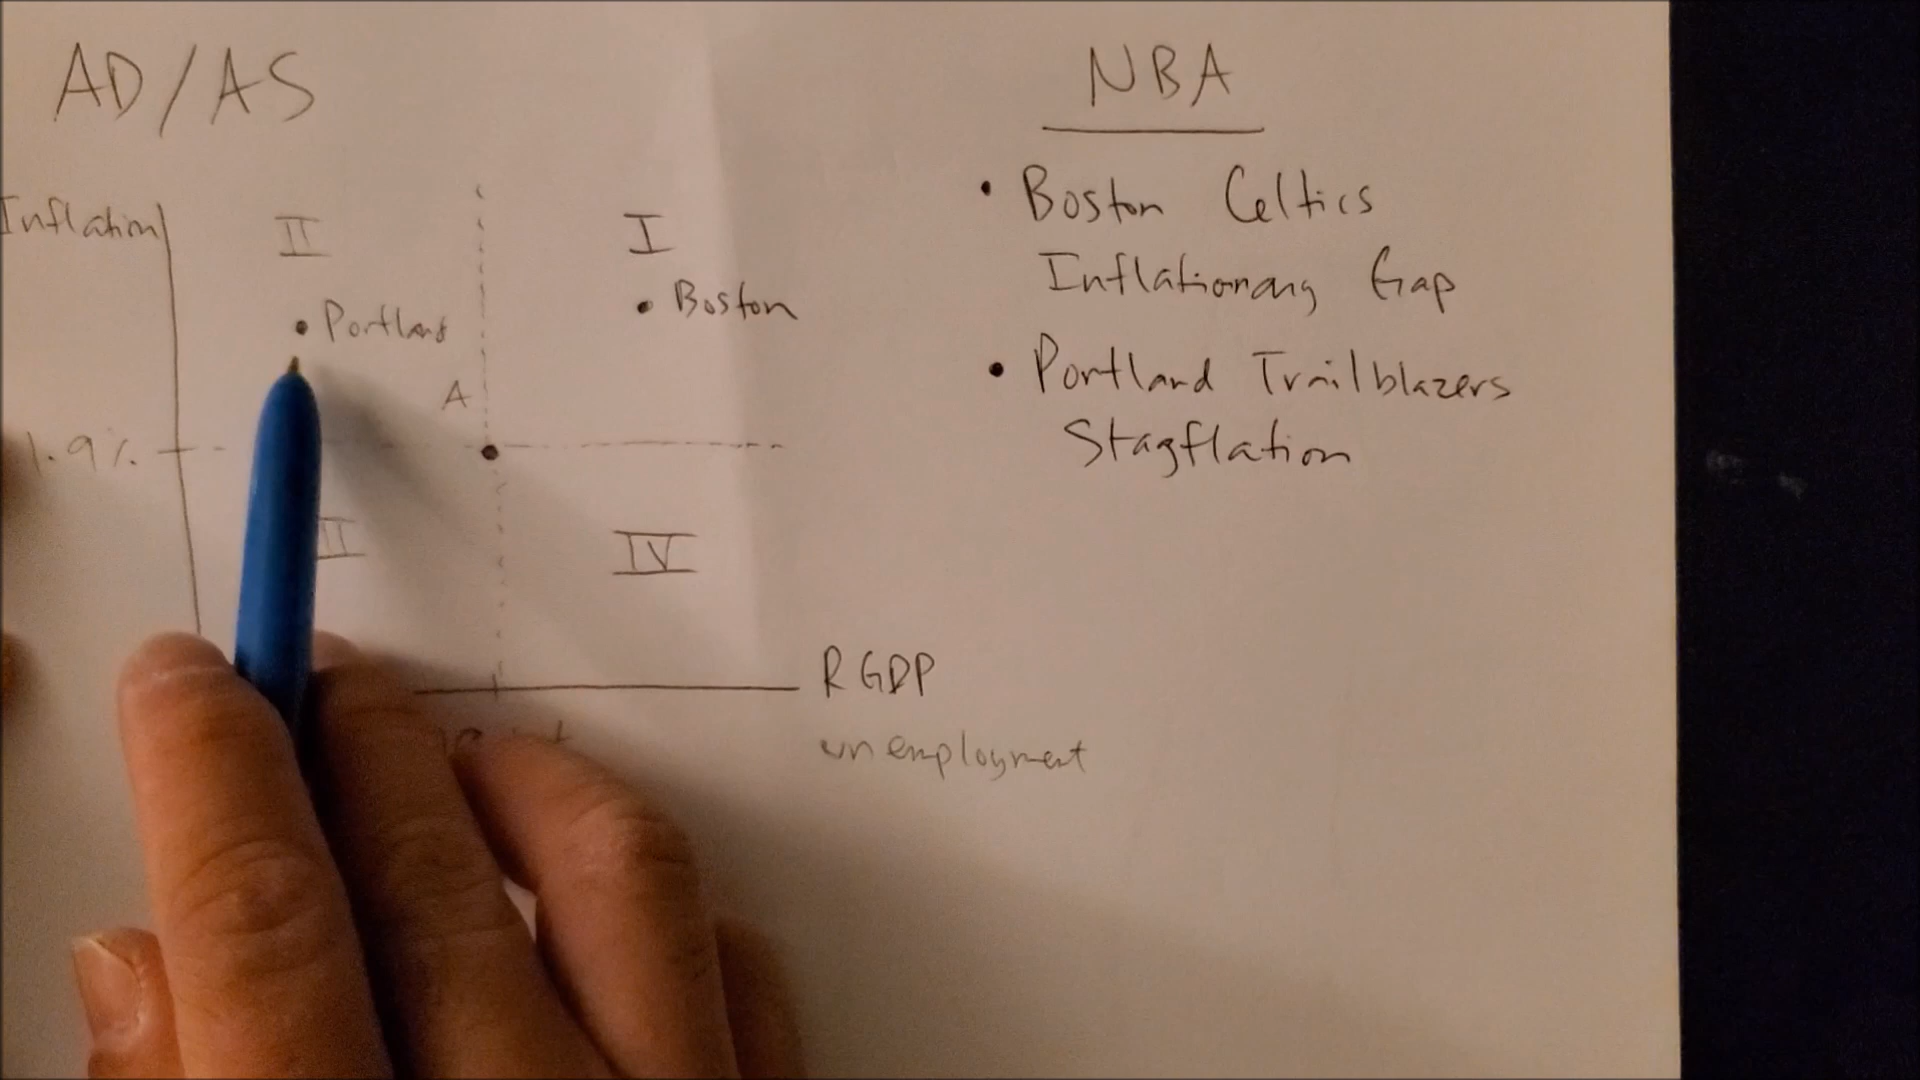 AD/AS
Inflation
II
I
• Portland
• Boston
A
1.9%
II
IV
RGDP
unemployment
NBA
• Boston Celtics
Inflationary Gap
• Portland Trailblazers
Stagflation